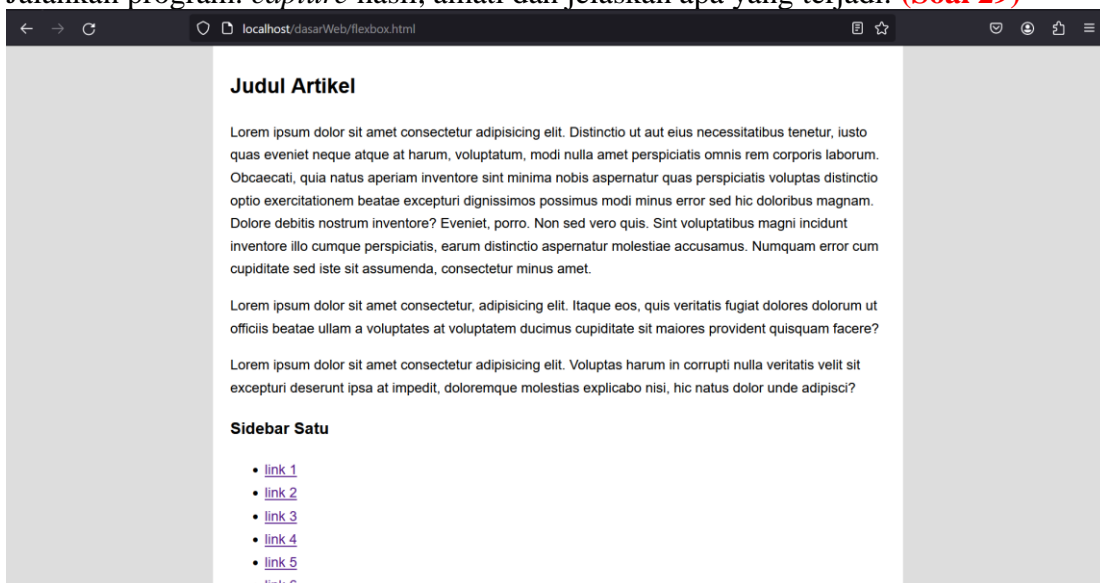 Jalankan program. capture hasil, amati dan jelaskan apa yang terjadi. (Soal 29)
localhost/dasarWeb/flexbox.html
Judul Artikel
Lorem ipsum dolor sit amet consectetur adipisicing elit. Distinctio ut aut eius necessitatibus tenetur, iusto
quas eveniet neque atque at harum, voluptatum, modi nulla amet perspiciatis omnis rem corporis laborum.
Obcaecati, quia natus aperiam inventore sint minima nobis aspernatur quas perspiciatis voluptas distinctio
optio exercitationem beatae excepturi dignissimos possimus modi minus error sed hic doloribus magnam.
Dolore debitis nostrum inventore? Eveniet, porro. Non sed vero quis. Sint voluptatibus magni incidunt
inventore illo cumque perspiciatis, earum distinctio aspernatur molestiae accusamus. Numquam error cum
cupiditate sed iste sit assumenda, consectetur minus amet.
Lorem ipsum dolor sit amet consectetur, adipisicing elit. Itaque eos, quis veritatis fugiat dolores dolorum ut
officiis beatae ullam a voluptates at voluptatem ducimus cupiditate sit maiores provident quisquam facere?
Lorem ipsum dolor sit amet consectetur adipisicing elit. Voluptas harum in corrupti nulla veritatis velit sit
excepturi deserunt ipsa at impedit, doloremque molestias explicabo nisi, hic natus dolor unde adipisci?
Sidebar Satu
link 1
link 2
link 3
link 4
link 5